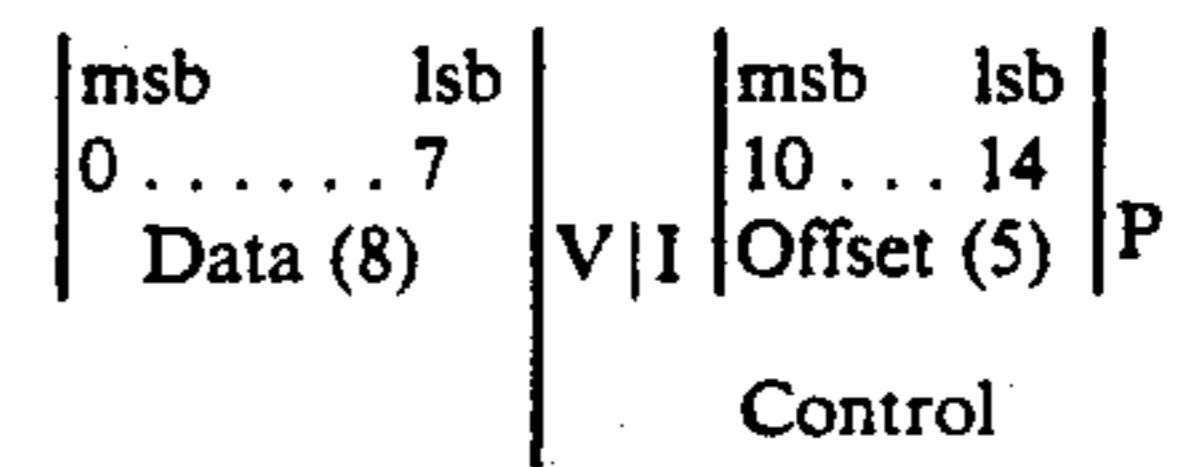 |msb lsb| |msb lsb|
|0 . . . . . . 7 | |10 . . . 14 |
| Data (8) |V|I |Offset (5) |P
Control